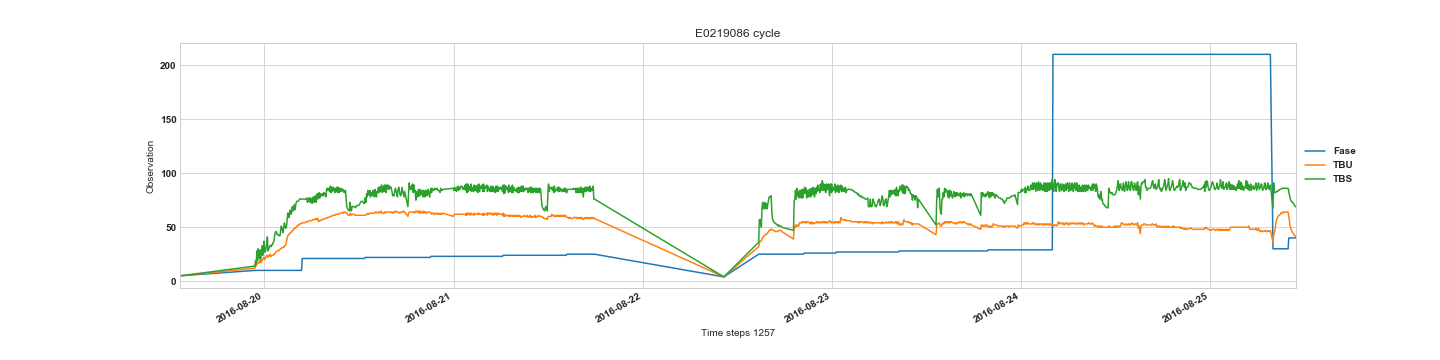 E0219086 cycle
Observation
200
150
100
50
0
2016-08-20
2016-08-21
2016-08-22
2016-08-23
2016-08-24
2016-08-25
Time steps 1257
Fase
TBU
TBS